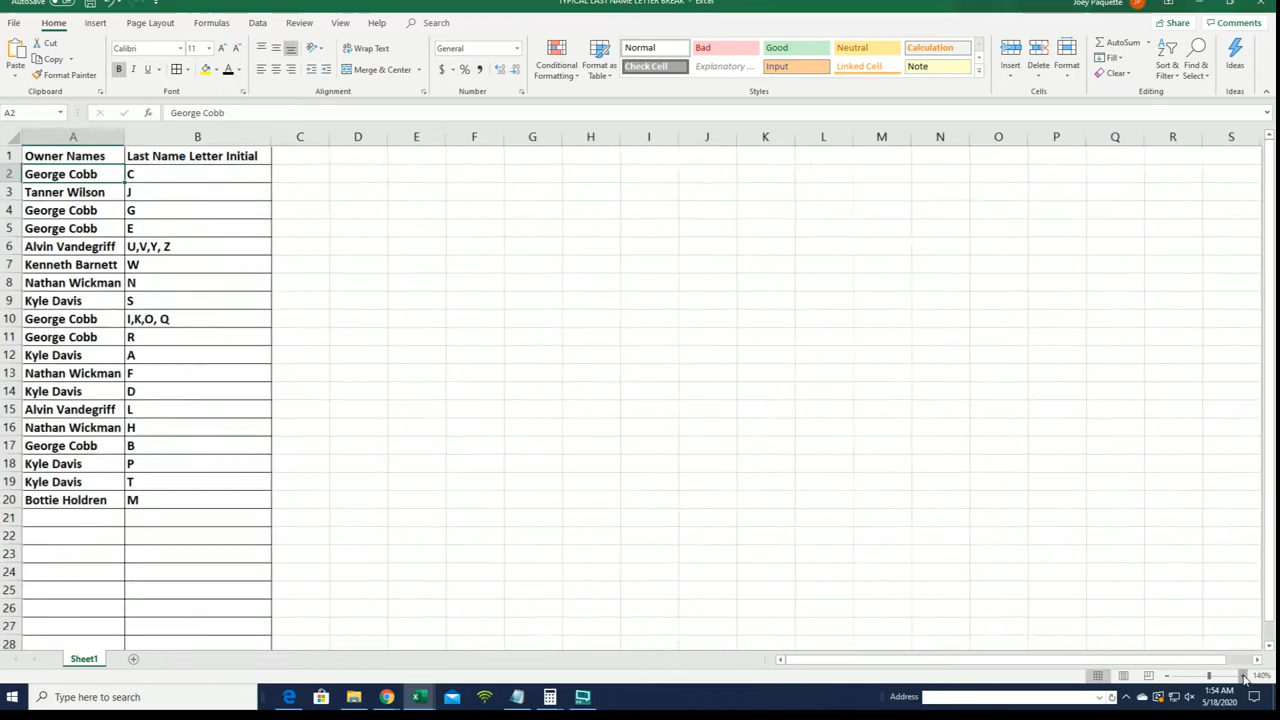 AutoSave Off
TYPICAL LAST NAME LETTER BREAK - Excel
Joey Paquette
JP
File Home Insert Page Layout Formulas Data Review View Help Search
Share Comments
Paste Cut Copy Format Painter
Calibri 11
B I U A
Wrap Text
Merge & Center
General
$ % ,
Conditional Formatting
Format as Table
Normal Bad Good Neutral Calculation
Check Cell Explanatory ... Input Linked Cell Note
Insert Delete Format
AutoSum
Fill
Clear
Sort & Filter
Find & Select
Ideas
Clipboard Font Alignment Number Styles Cells Editing Ideas
A2 fx George Cobb
A B C D E F G H I J K L M N O P Q R S
1 Owner Names Last Name Letter Initial
2 George Cobb C
3 Tanner Wilson J
4 George Cobb G
5 George Cobb E
6 Alvin Vandegriff U,V,Y, Z
7 Kenneth Barnett W
8 Nathan Wickman N
9 Kyle Davis S
10 George Cobb I,K,O, Q
11 George Cobb R
12 Kyle Davis A
13 Nathan Wickman F
14 Kyle Davis D
15 Alvin Vandegriff L
16 Nathan Wickman H
17 George Cobb B
18 Kyle Davis P
19 Kyle Davis T
20 Bottie Holdren M
21
22
23
24
25
26
27
28
Sheet1
140%
Type here to search
Address
1:54 AM
5/18/2020